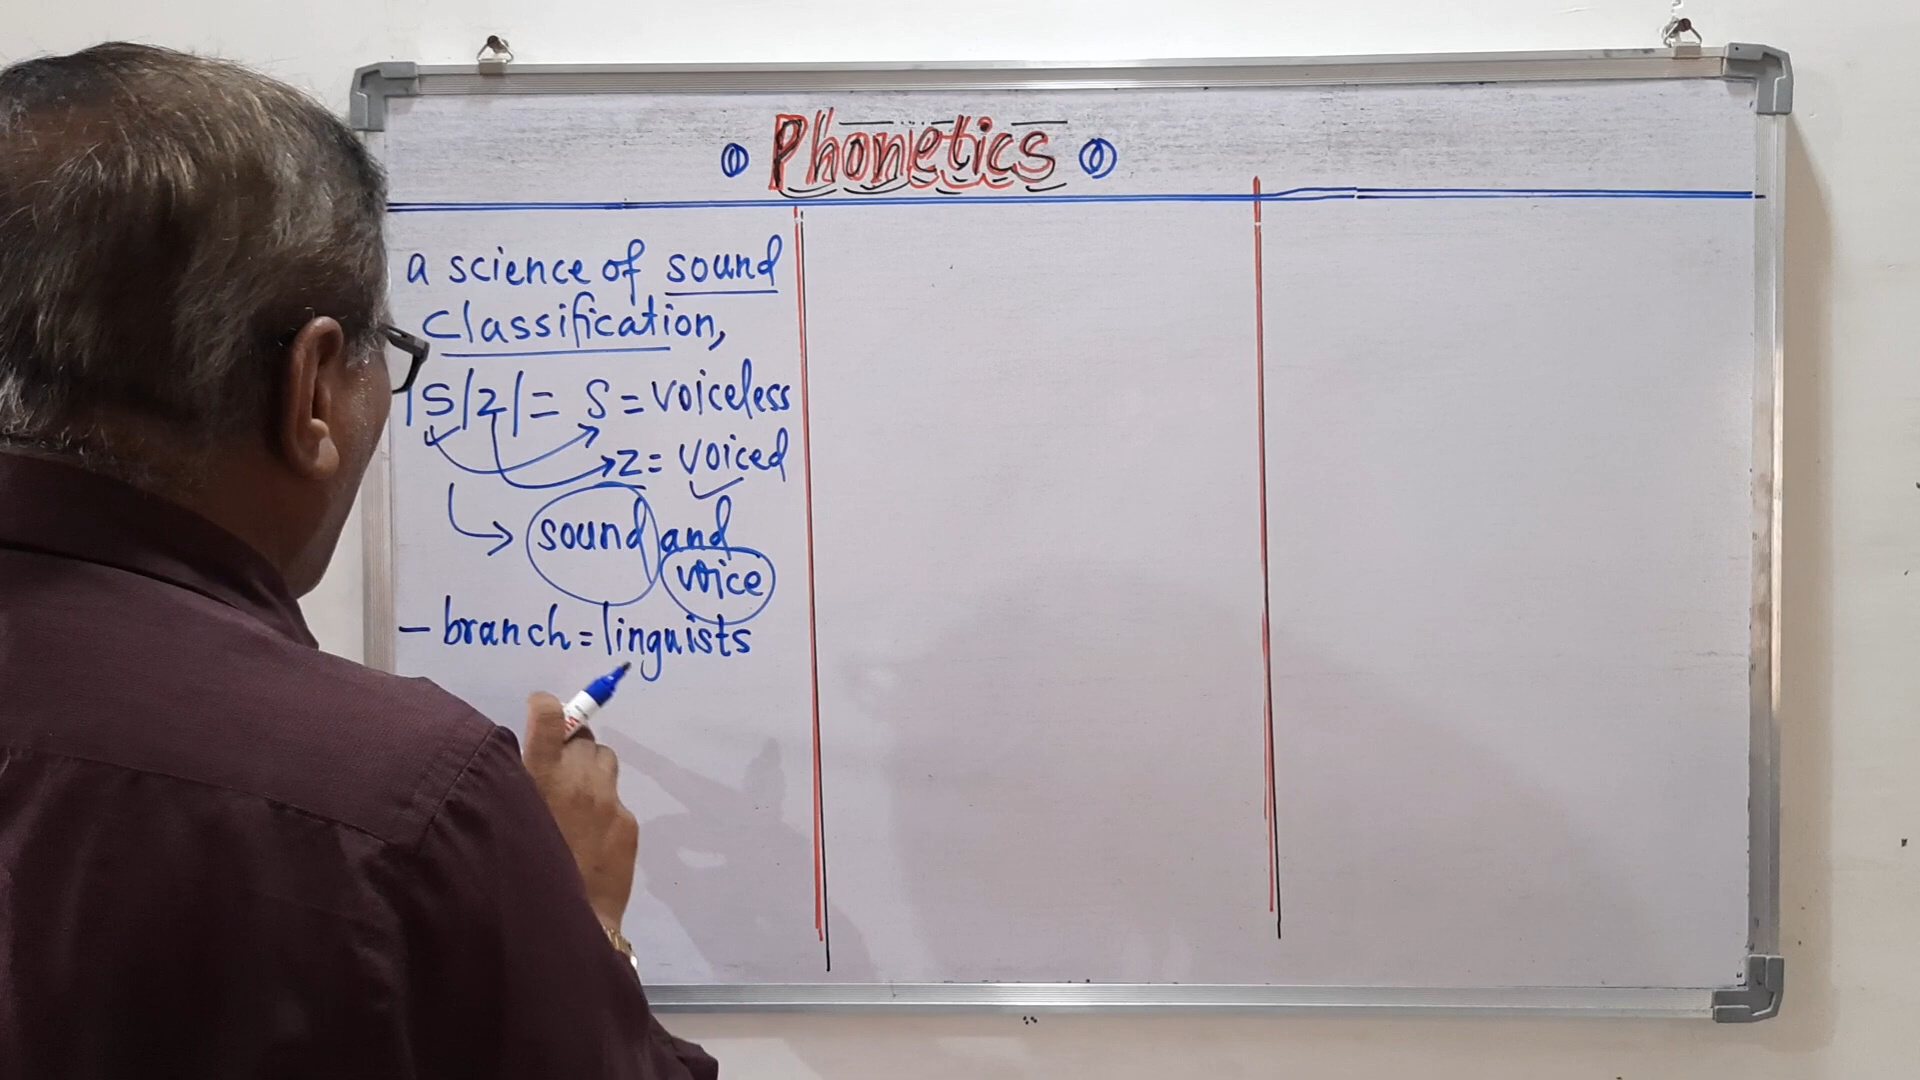 Phonetics
a science of sound
Classification,
|S|Z| = S = voiceless
Z = voiced
sound and
voice
- branch = linguists